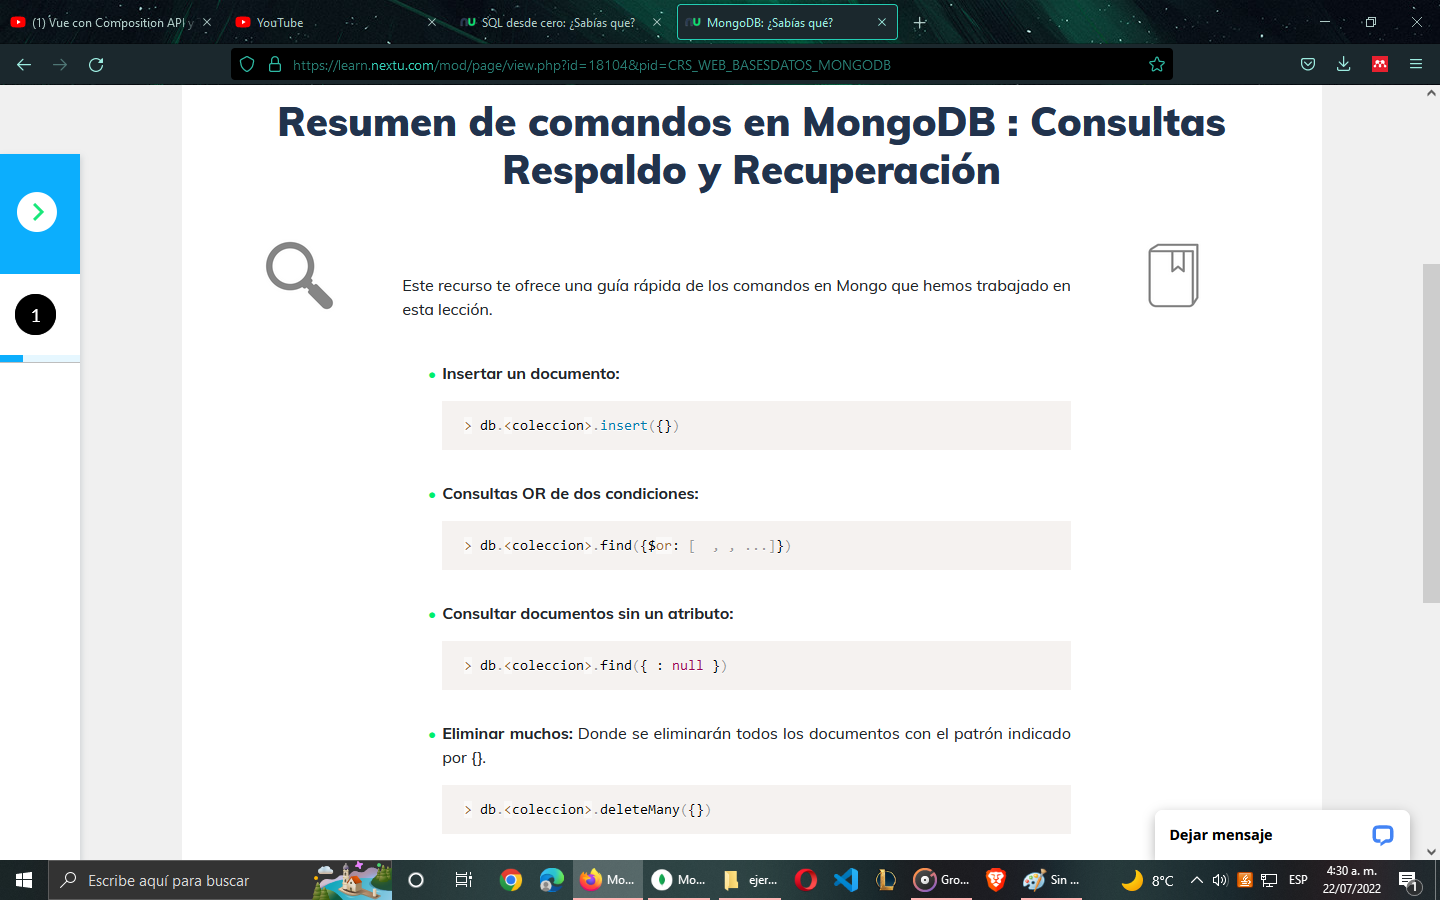 (1) Vue con Composition API y
YouTube
SQL desde cero: ¿Sabías que?
MongoDB: ¿Sabías qué?
https://learn.nextu.com/mod/page/view.php?id=18104&pid=CRS_WEB_BASESDATOS_MONGODB
Resumen de comandos en MongoDB : Consultas
Respaldo y Recuperación
1
Este recurso te ofrece una guía rápida de los comandos en Mongo que hemos trabajado en
esta lección.
Insertar un documento:
> db.<coleccion>.insert({})
Consultas OR de dos condiciones:
> db.<coleccion>.find({$or: [  , , ...]})
Consultar documentos sin un atributo:
> db.<coleccion>.find({ : null })
Eliminar muchos: Donde se eliminarán todos los documentos con el patrón indicado
por {}.
> db.<coleccion>.deleteMany({})
Dejar mensaje
Escribe aquí para buscar
Mo...
Mo...
ejer...
Gro...
Sin ...
8°C
ESP
4:30 a. m.
22/07/2022
1